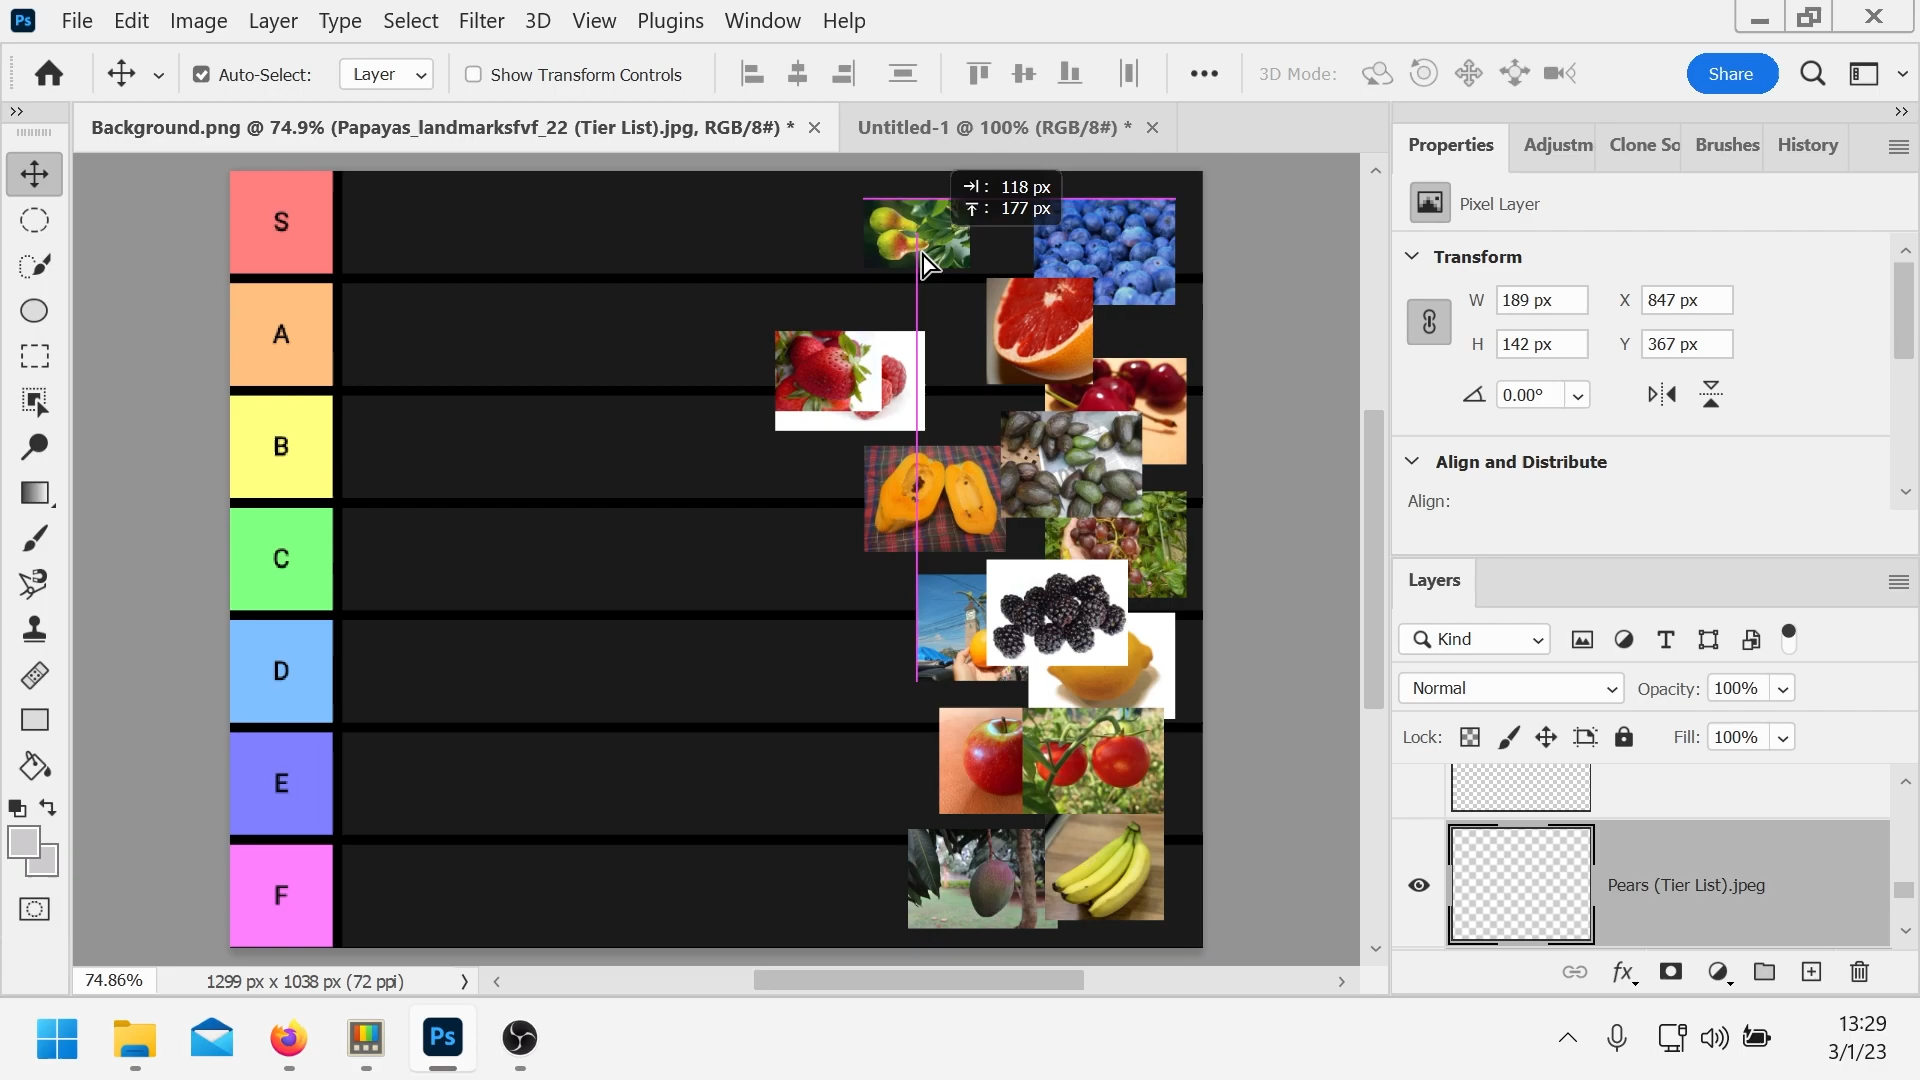 Ps File Edit Image Layer Type Select Filter 3D View Plugins Window Help
Auto-Select: Layer Show Transform Controls 3D Mode: Share
Background.png @ 74.9% (Papayas_landmarksfvf_22 (Tier List).jpg, RGB/8#) * Untitled-1 @ 100% (RGB/8#) *
Properties Adjustm Clone So Brushes History
118 px
177 px
S
A
B
C
D
E
F
Pixel Layer
Transform
W 189 px X 847 px
H 142 px Y 367 px
0.00°
Align and Distribute
Align:
Layers
Kind
Normal Opacity: 100%
Lock: Fill: 100%
Pears (Tier List).jpeg
fx
74.86% 1299 px x 1038 px (72 ppi)
Ps
13:29
3/1/23